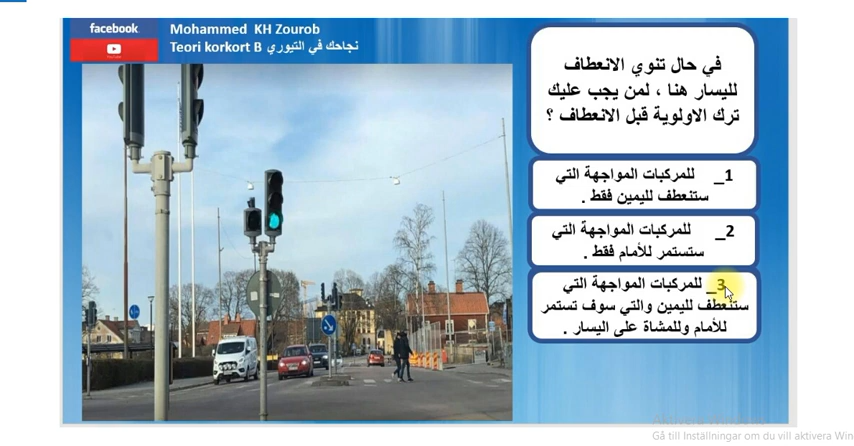 facebook
Mohammed KH Zourob
YouTube
Teori korkort B نجاحك في التيوري
في حال تنوي الانعطاف
لليسار هنا ، لمن يجب عليك
ترك الاولوية قبل الانعطاف ؟
1_ للمركبات المواجهة التي
ستنعطف لليمين فقط .
2_ للمركبات المواجهة التي
ستستمر للأمام فقط .
3_ للمركبات المواجهة التي
ستنعطف لليمين والتي سوف تستمر
للأمام وللمشاة على اليسار .
Aktivera Windows
Gå till Inställningar om du vill aktivera Win